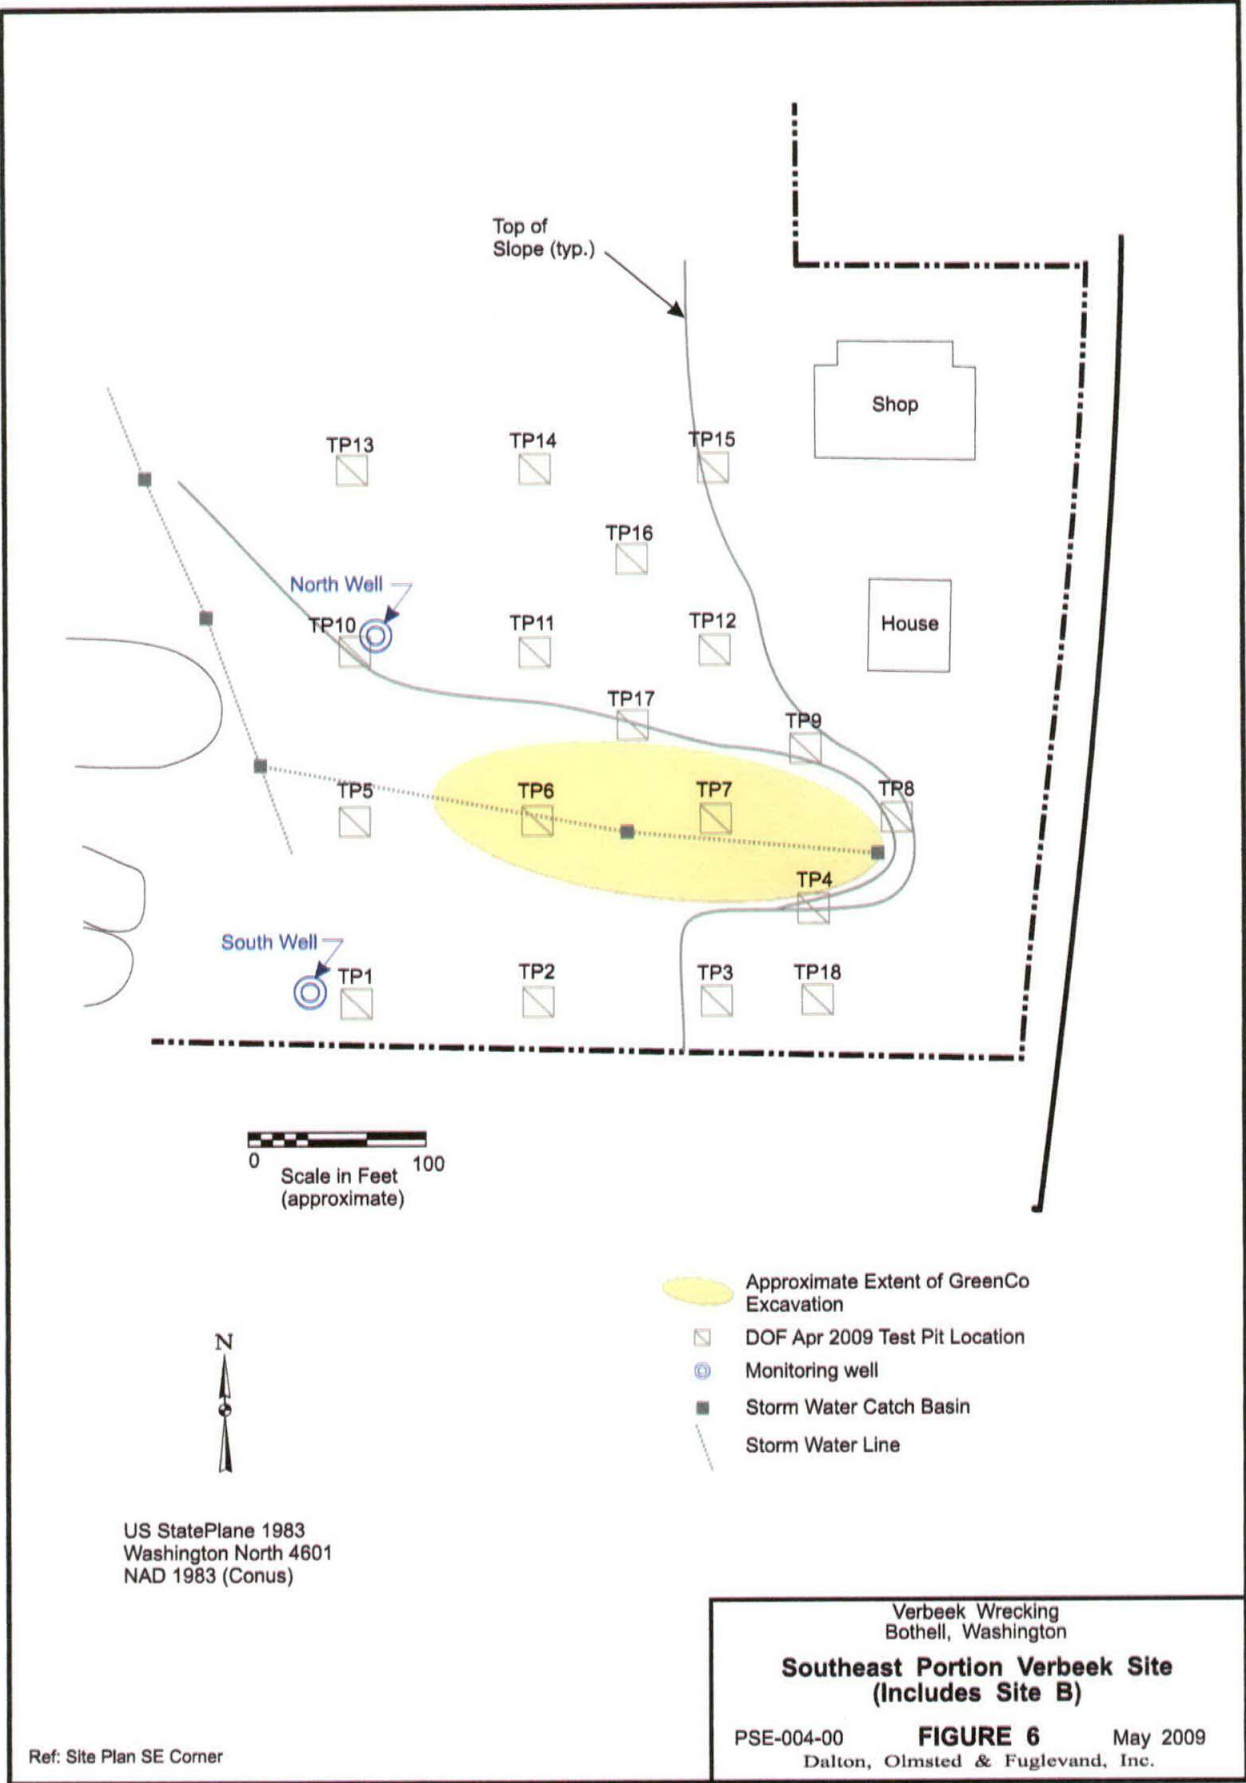 Top of
Slope (typ.)
Shop
TP13
TP14
TP15
TP16
North Well
TP10
TP11
TP12
House
TP17
TP9
TP5
TP6
TP7
TP8
TP4
South Well
TP1
TP2
TP3
TP18
0
100
Scale in Feet
(approximate)
Approximate Extent of GreenCo
Excavation
DOF Apr 2009 Test Pit Location
Monitoring well
Storm Water Catch Basin
Storm Water Line
N
US StatePlane 1983
Washington North 4601
NAD 1983 (Conus)
Verbeek Wrecking
Bothell, Washington
Southeast Portion Verbeek Site
(Includes Site B)
PSE-004-00 FIGURE 6 May 2009
Dalton, Olmsted & Fuglevand, Inc.
Ref: Site Plan SE Corner